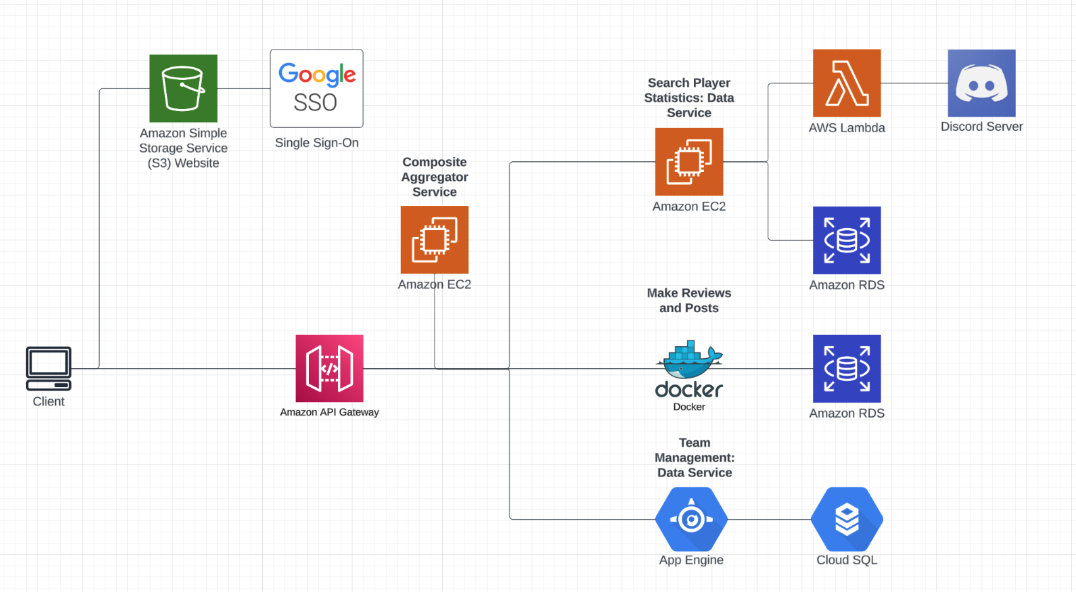 Google
SSO
Amazon Simple
Storage Service
(S3) Website
Single Sign-On
Composite
Aggregator
Service
Amazon EC2
Search Player
Statistics: Data
Service
Amazon EC2
AWS Lambda
Discord Server
Amazon RDS
Client
</>
Amazon API Gateway
Make Reviews
and Posts
docker
Docker
Amazon RDS
Team
Management:
Data Service
App Engine
Cloud SQL